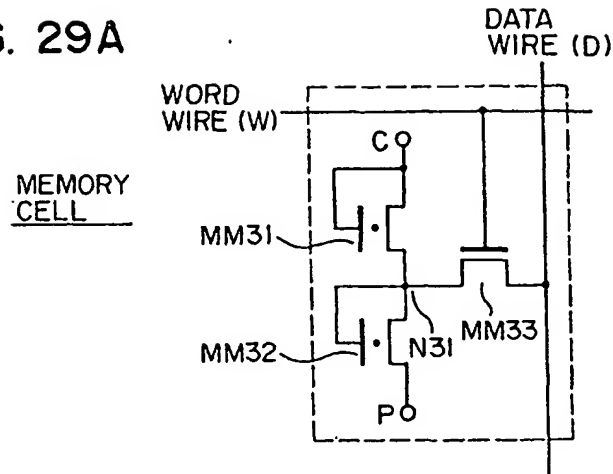 . 29A
DATA
WIRE (D)
WORD
WIRE (W)
C
MEMORY
CELL
MM31
MM33
N31
MM32
P